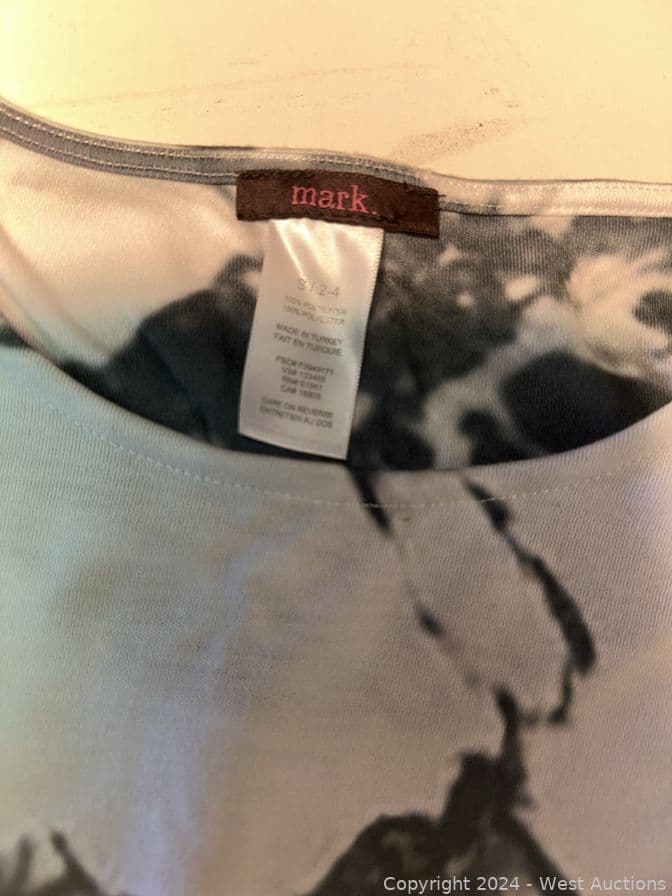 mark.
S / 2-4
100% POLYESTER
100% POLYESTER
MADE IN TURKEY
FAIT EN TURQUIE
CARE ON REVERSE
ENTRETIEN AU DOS
Copyright 2024 - West Auctions